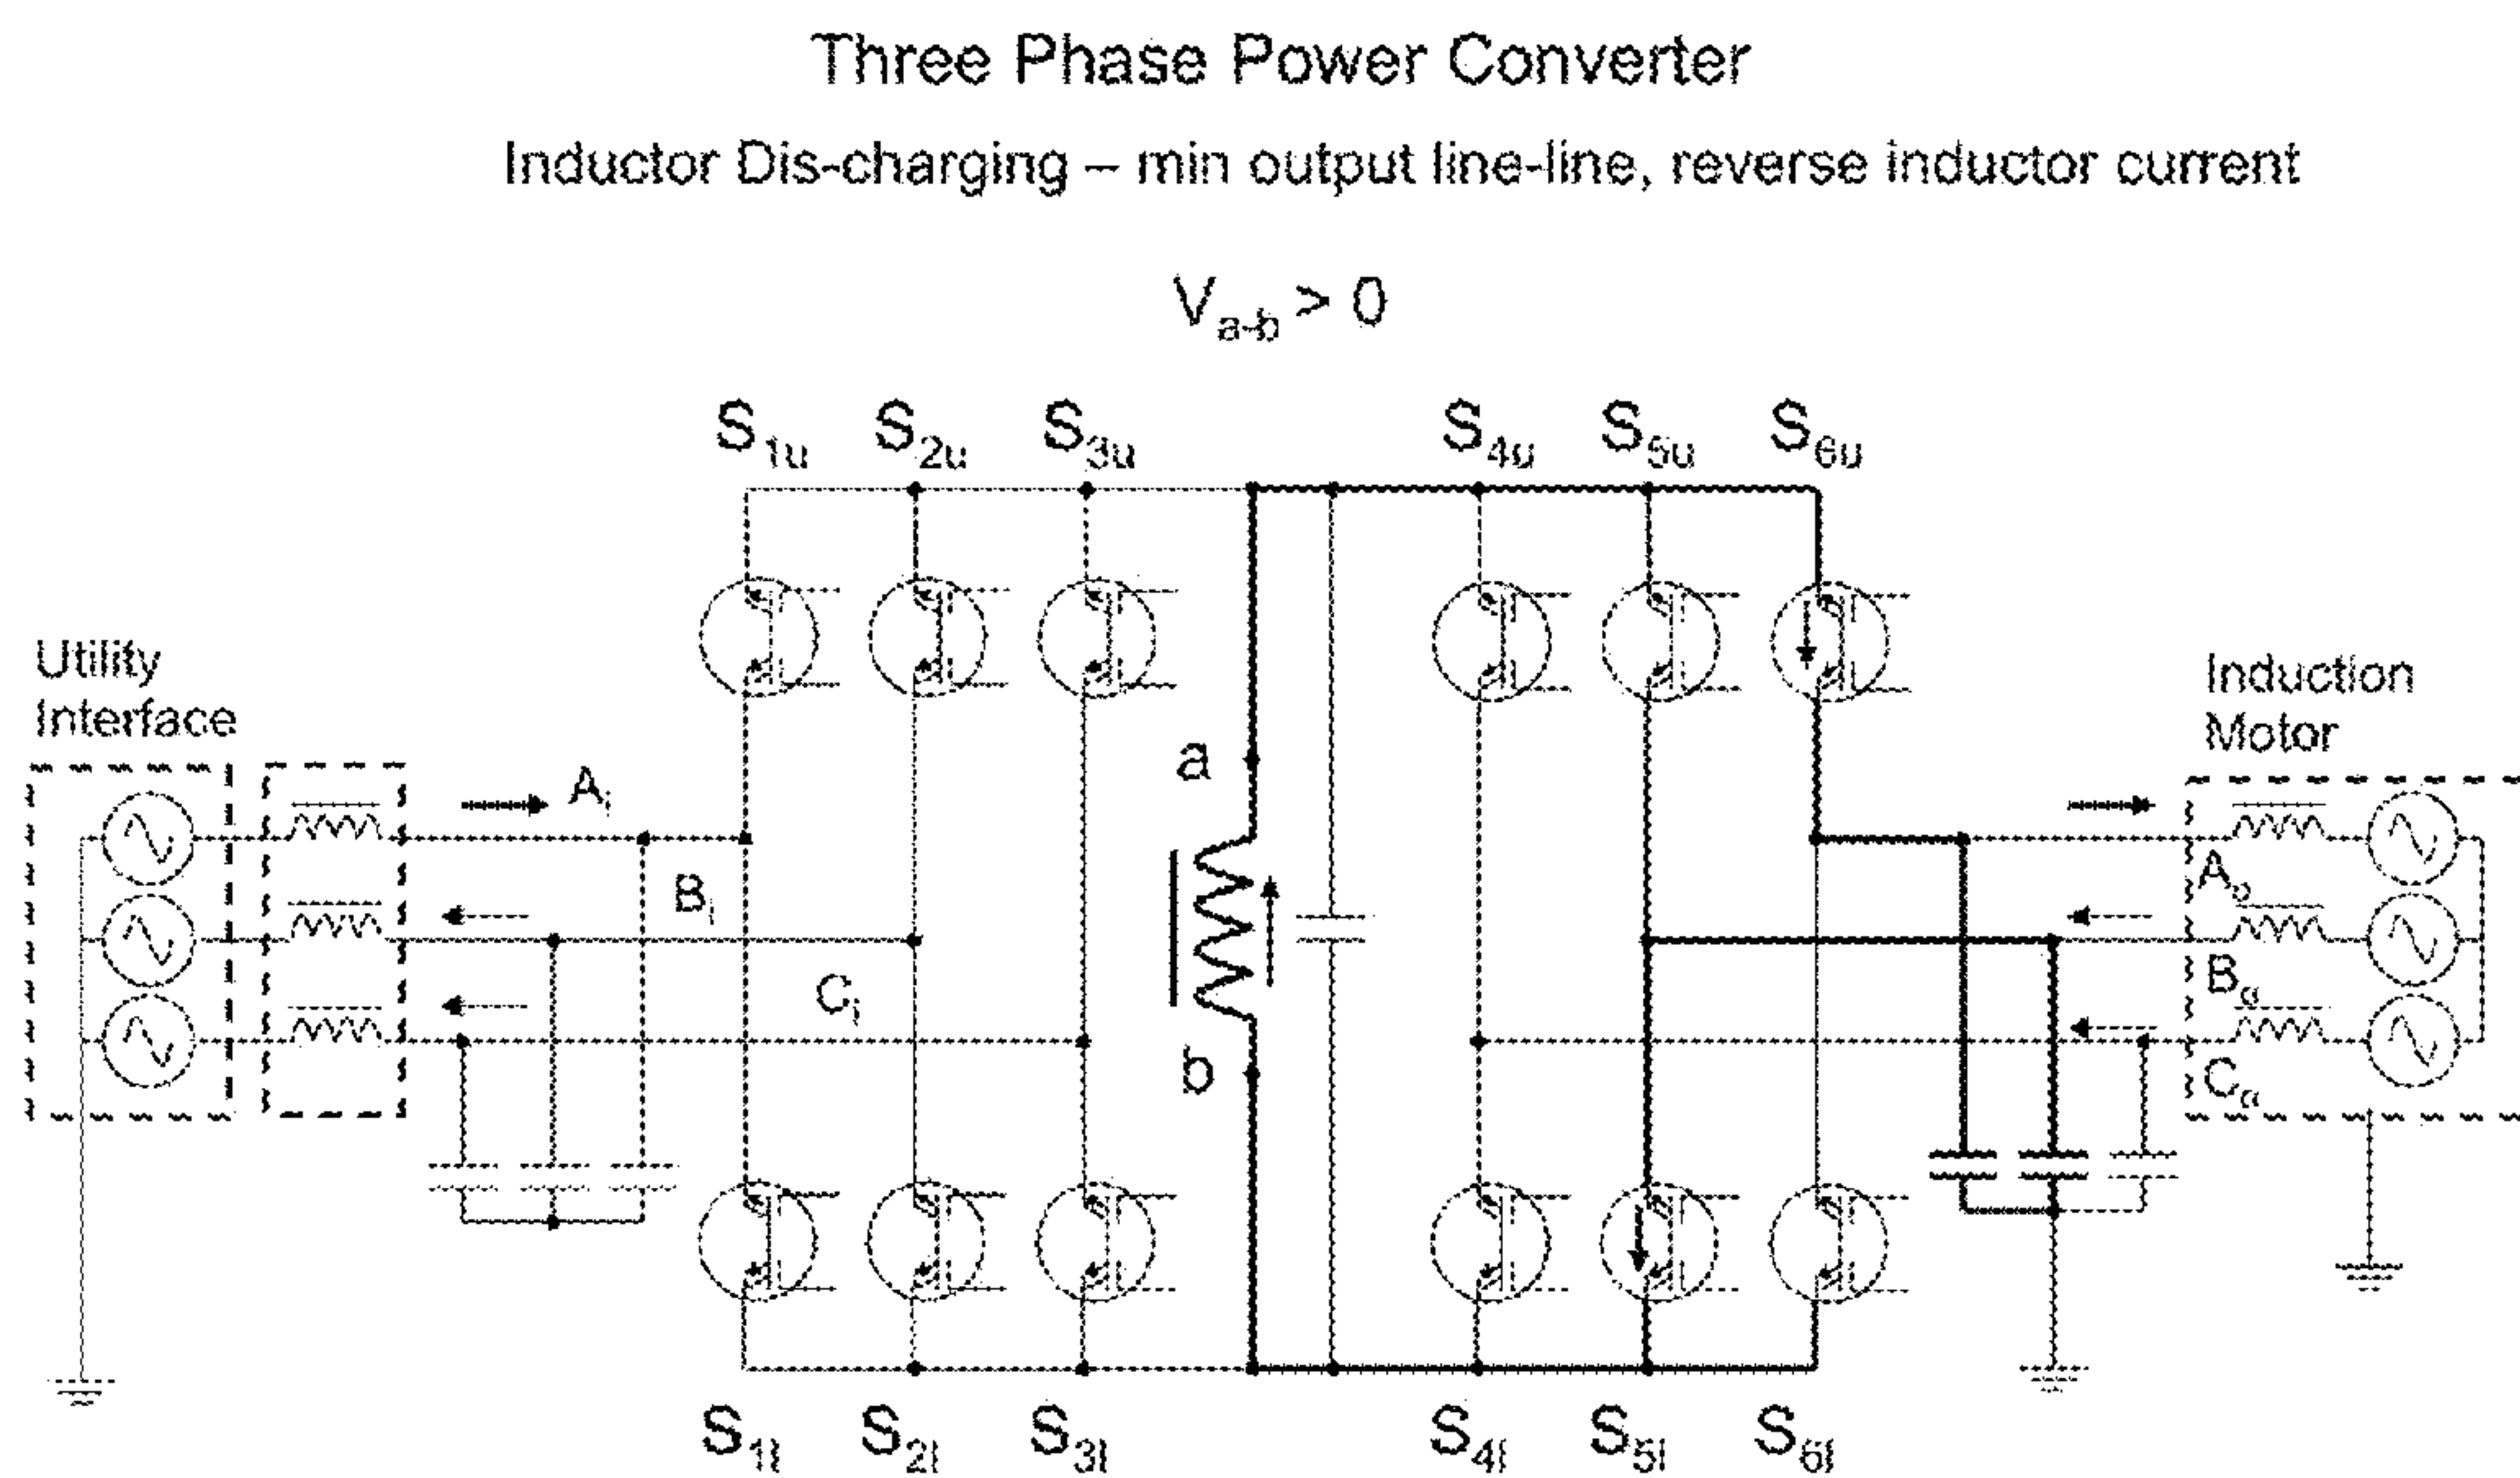 Three Phase Power Converter
Inductor Dis-charging – min output line-line, reverse inductor current
Va-b > 0
S1u S2u S3u S4u S5u S6u
Utility
Interface
Induction
Motor
a
Ai
Bi
Ci
b
Ao
Bo
Co
S1l S2l S3l S4l S5l S6l